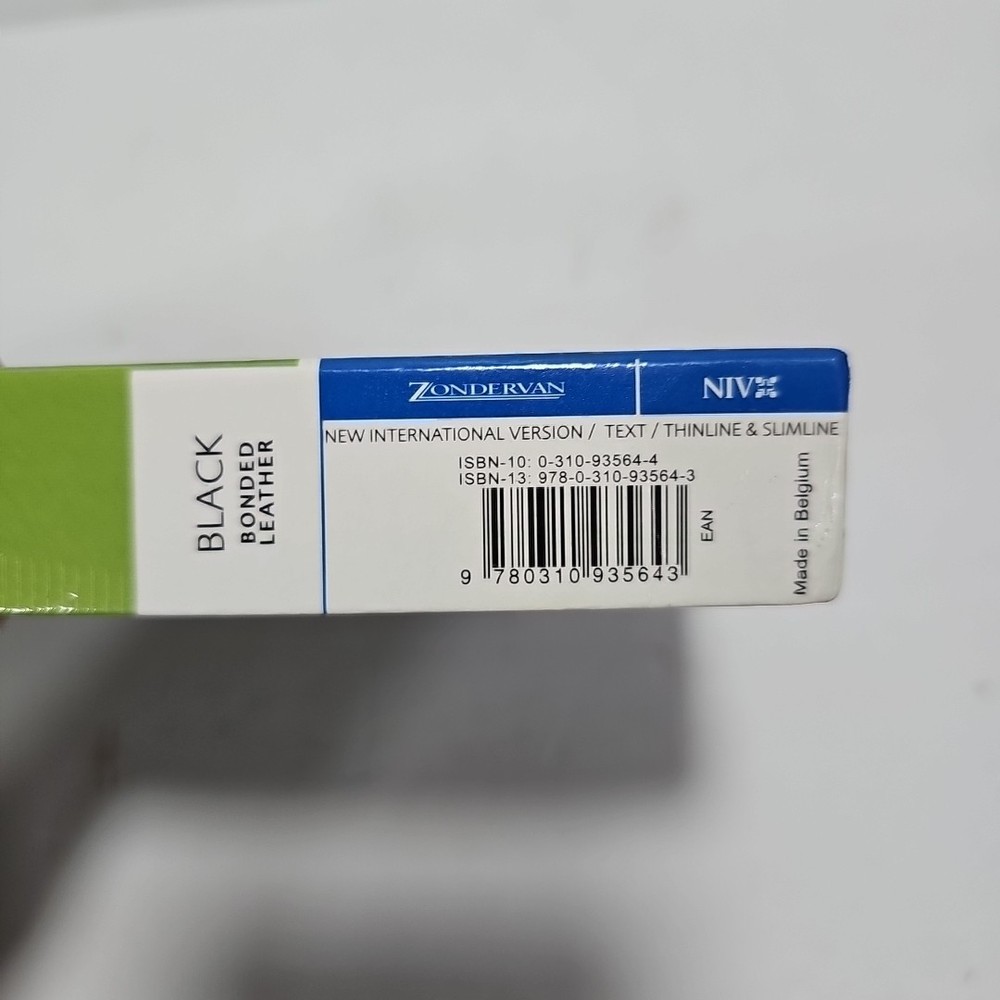 BLACK
BONDED
LEATHER
ZONDERVAN
NIV
NEW INTERNATIONAL VERSION / TEXT / THINLINE & SLIMLINE
ISBN-10: 0-310-93564-4
ISBN-13: 978-0-310-93564-3
9 780310 935643
EAN
Made in Belgium